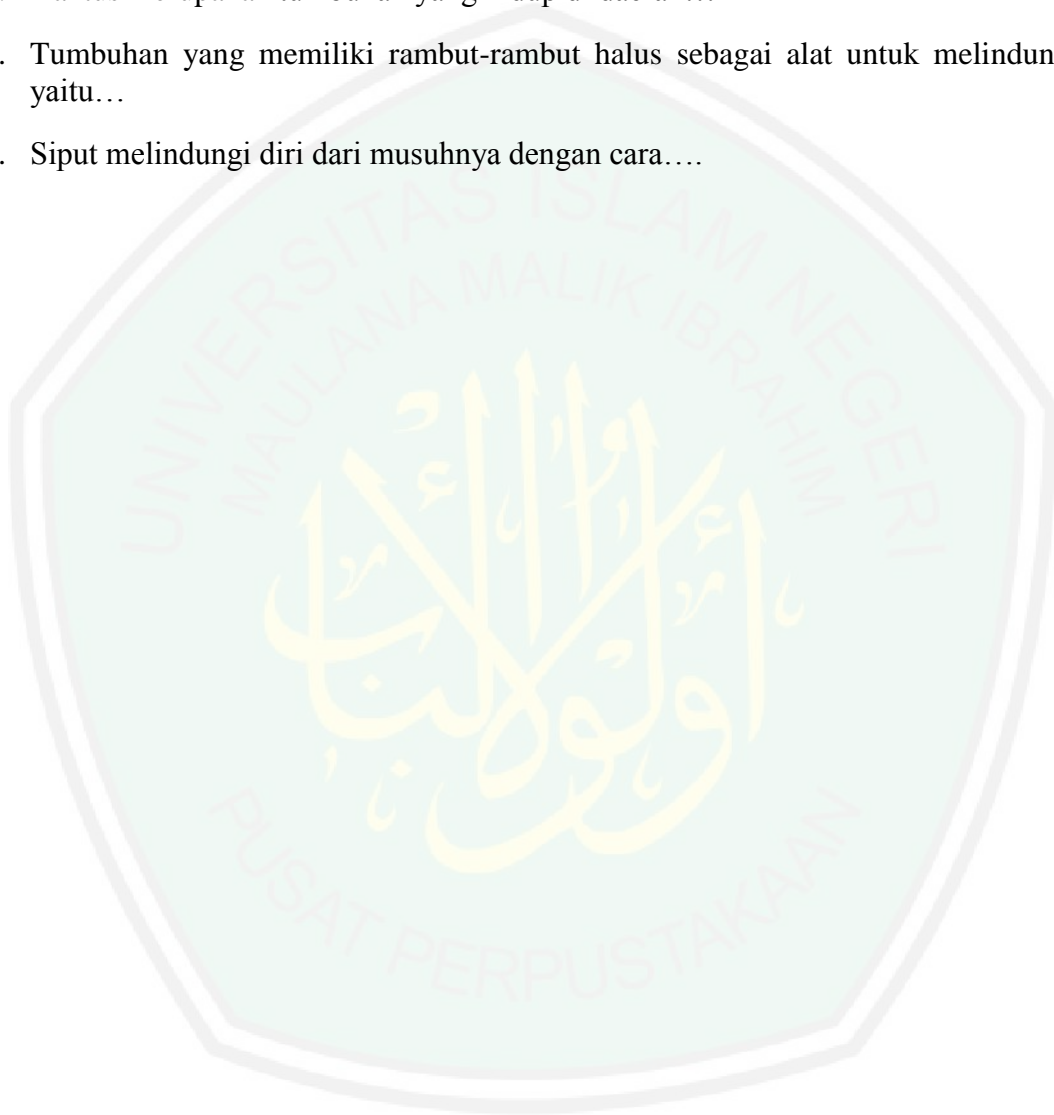 . Tumbuhan yang memiliki rambut-rambut halus sebagai alat untuk melindun
yaitu…
. Siput melindungi diri dari musuhnya dengan cara….
UNIVERSITAS ISLAM NEGERI
MAULANA MALIK IBRAHIM
PUSAT PERPUSTAKAAN